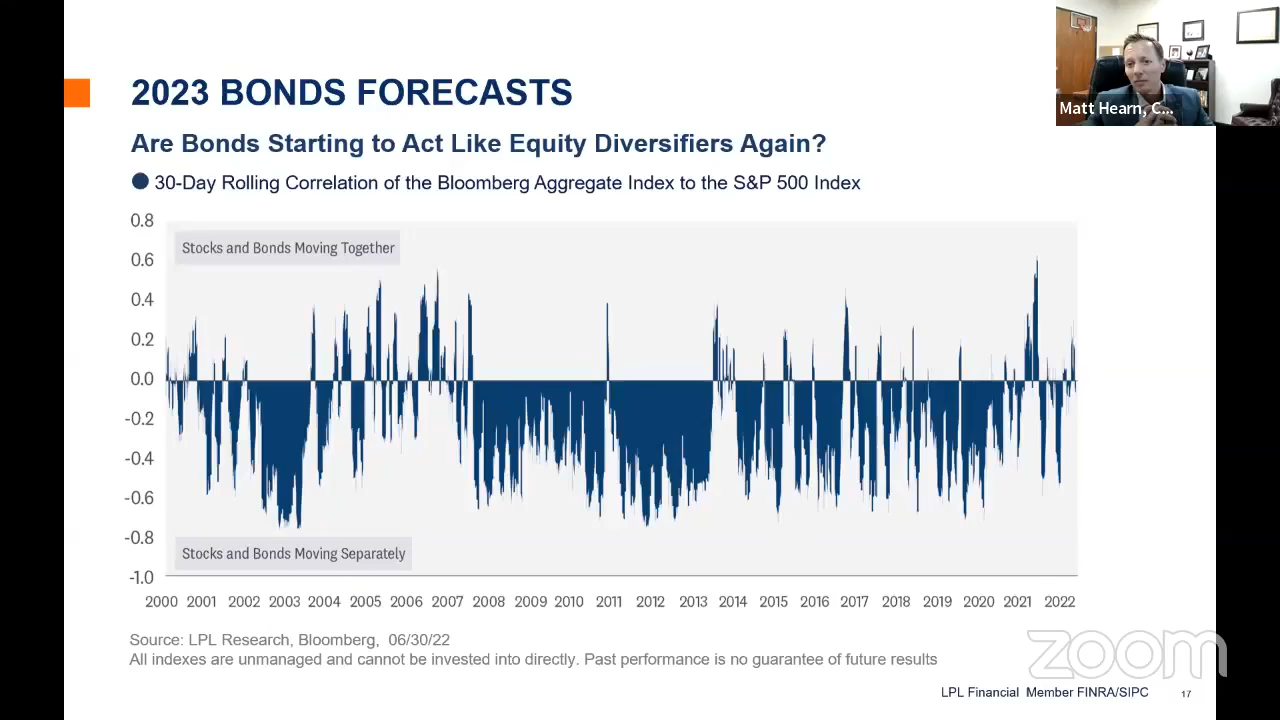 2023 BONDS FORECASTS
Matt Hearn, C...
Are Bonds Starting to Act Like Equity Diversifiers Again?
30-Day Rolling Correlation of the Bloomberg Aggregate Index to the S&P 500 Index
0.8
Stocks and Bonds Moving Together
0.6
0.4
0.2
0.0
-0.2
-0.4
-0.6
-0.8
Stocks and Bonds Moving Separately
-1.0
2000 2001 2002 2003 2004 2005 2006 2007 2008 2009 2010 2011 2012 2013 2014 2015 2016 2017 2018 2019 2020 2021 2022
Source: LPL Research, Bloomberg, 06/30/22
All indexes are unmanaged and cannot be invested into directly. Past performance is no guarantee of future results
zoom
LPL Financial Member FINRA/SIPC 17